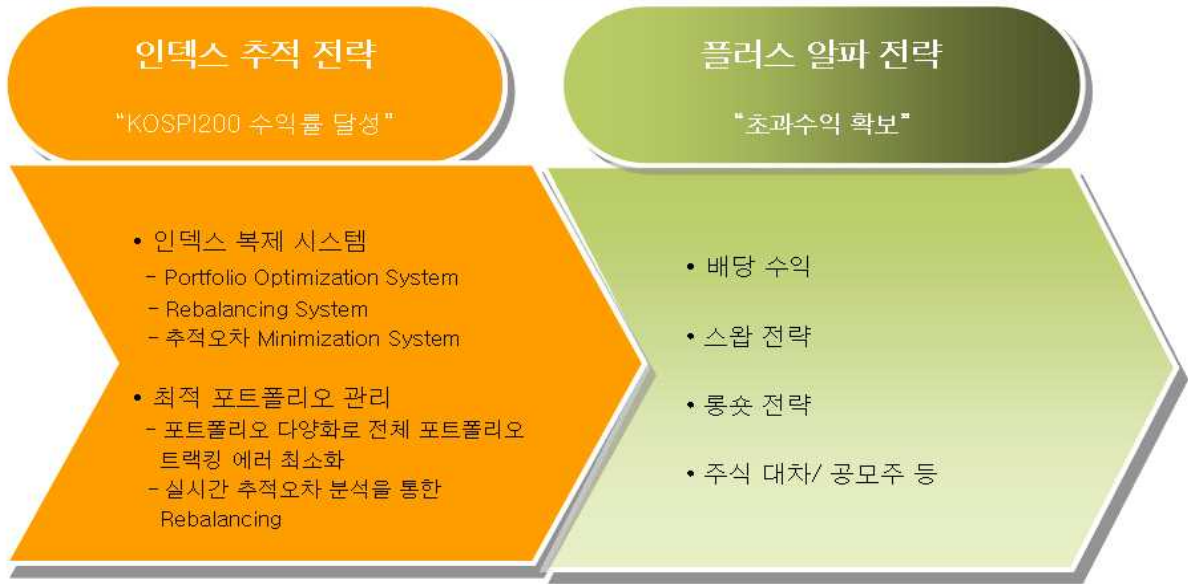 인덱스 추적 전략
“KOSPI200 수익률 달성”
• 인덱스 복제 시스템
- Portfolio Optimization System
- Rebalancing System
- 추적오차 Minimization System
• 최적 포트폴리오 관리
- 포트폴리오 다양화로 전체 포트폴리오
트랙킹 에러 최소화
- 실시간 추적오차 분석을 통한
Rebalancing
플러스 알파 전략
“초과수익 확보”
• 배당 수익
• 스왑 전략
• 롱숏 전략
• 주식 대차/ 공모주 등